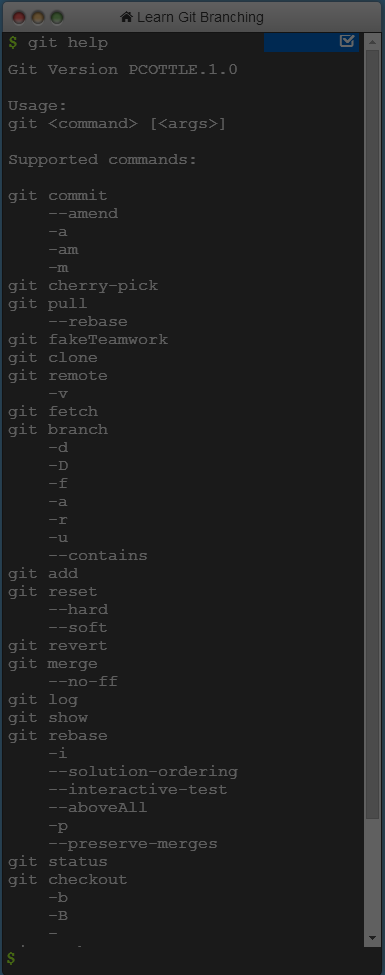 Learn Git Branching
$ git help
Git Version PCOTTLE.1.0
Usage:
git <command> [<args>]
Supported commands:
git commit
--amend
-a
-am
-m
git cherry-pick
git pull
--rebase
git fakeTeamwork
git clone
git remote
-v
git fetch
git branch
-d
-D
-f
-a
-r
-u
--contains
git add
git reset
--hard
--soft
git revert
git merge
--no-ff
git log
git show
git rebase
-i
--solution-ordering
--interactive-test
--aboveAll
-p
--preserve-merges
git status
git checkout
-b
-B
-
$